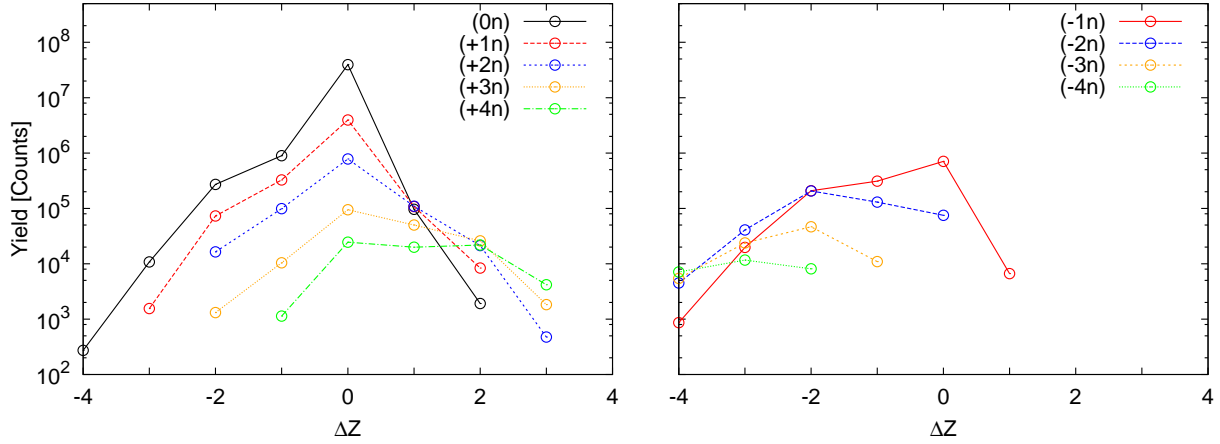 (0n)
(+1n)
(+2n)
(+3n)
(+4n)
Yield [Counts]
10^8
10^7
10^6
10^5
10^4
10^3
10^2
-4 -2 0 2 4
ΔZ
(-1n)
(-2n)
(-3n)
(-4n)
-4 -2 0 2 4
ΔZ